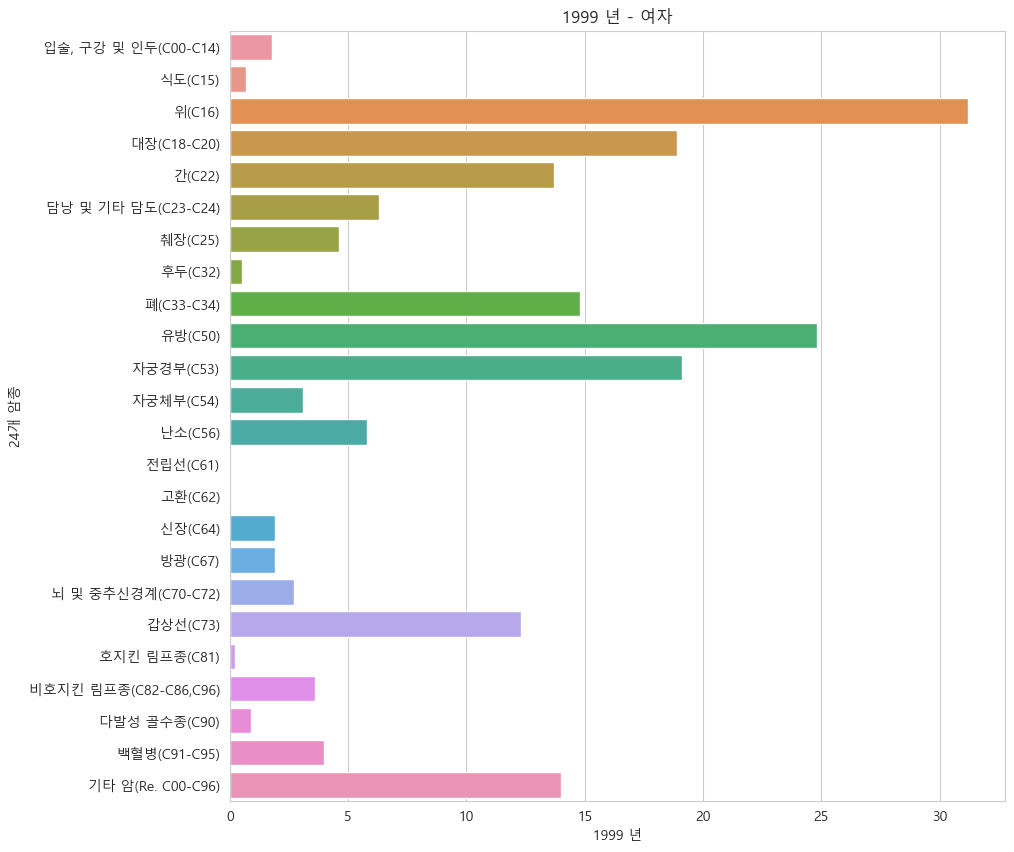 1999 년 - 여자
입술, 구강 및 인두(C00-C14)
식도(C15)
위(C16)
대장(C18-C20)
간(C22)
담낭 및 기타 담도(C23-C24)
췌장(C25)
후두(C32)
폐(C33-C34)
유방(C50)
자궁경부(C53)
자궁체부(C54)
난소(C56)
전립선(C61)
고환(C62)
신장(C64)
방광(C67)
뇌 및 중추신경계(C70-C72)
갑상선(C73)
호지킨 림프종(C81)
비호지킨 림프종(C82-C86,C96)
다발성 골수종(C90)
백혈병(C91-C95)
기타 암(Re. C00-C96)
24개 암종
0 5 10 15 20 25 30
1999 년